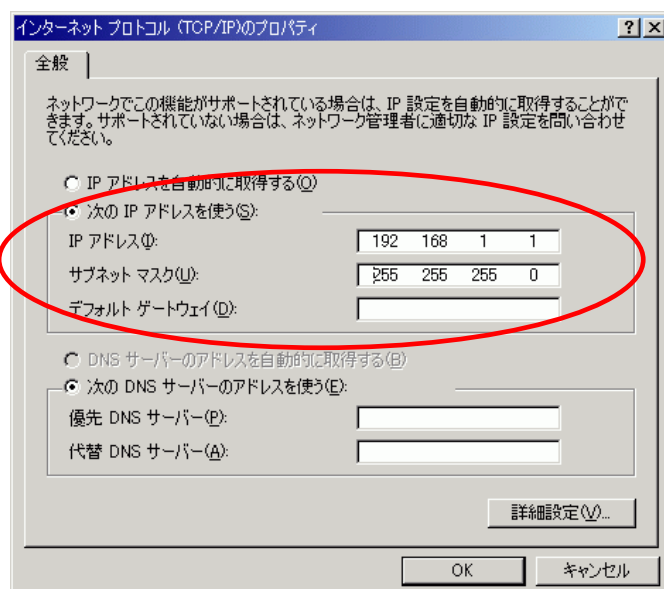 インターネット プロトコル (TCP/IP)のプロパティ
全般
ネットワークでこの機能がサポートされている場合は、IP 設定を自動的に取得することがで
きます。サポートされていない場合は、ネットワーク管理者に適切な IP 設定を問い合わせ
てください。
IP アドレスを自動的に取得する(O)
次の IP アドレスを使う(S):
IP アドレス(I): 192 168 1 1
サブネット マスク(U): 255 255 255 0
デフォルト ゲートウェイ(D):
DNS サーバーのアドレスを自動的に取得する(B)
次の DNS サーバーのアドレスを使う(E):
優先 DNS サーバー(P):
代替 DNS サーバー(A):
詳細設定(V)...
OK キャンセル